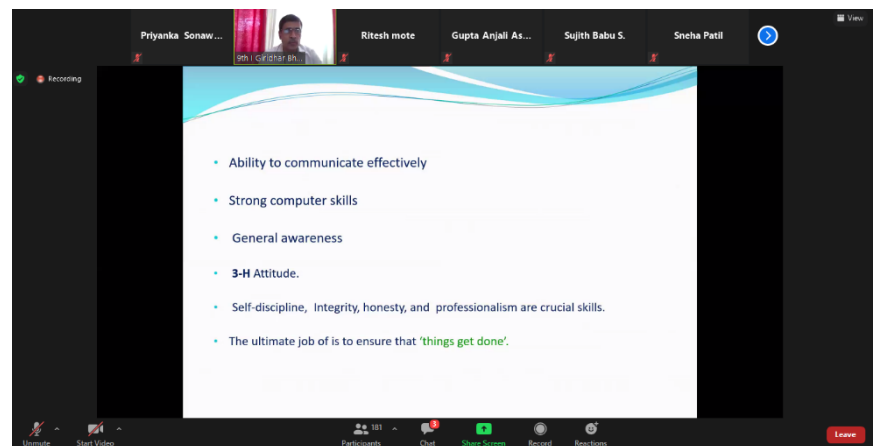 View
Priyanka Sonaw...
Ritesh mote
Gupta Anjali As...
Sujith Babu S.
Sneha Patil
9th I Giridhar Bh...
Recording
• Ability to communicate effectively
• Strong computer skills
• General awareness
• 3-H Attitude.
• Self-discipline, Integrity, honesty, and professionalism are crucial skills.
• The ultimate job of is to ensure that 'things get done'.
Unmute
Start Video
181
Participants
3
Chat
Share Screen
Record
Reactions
Leave